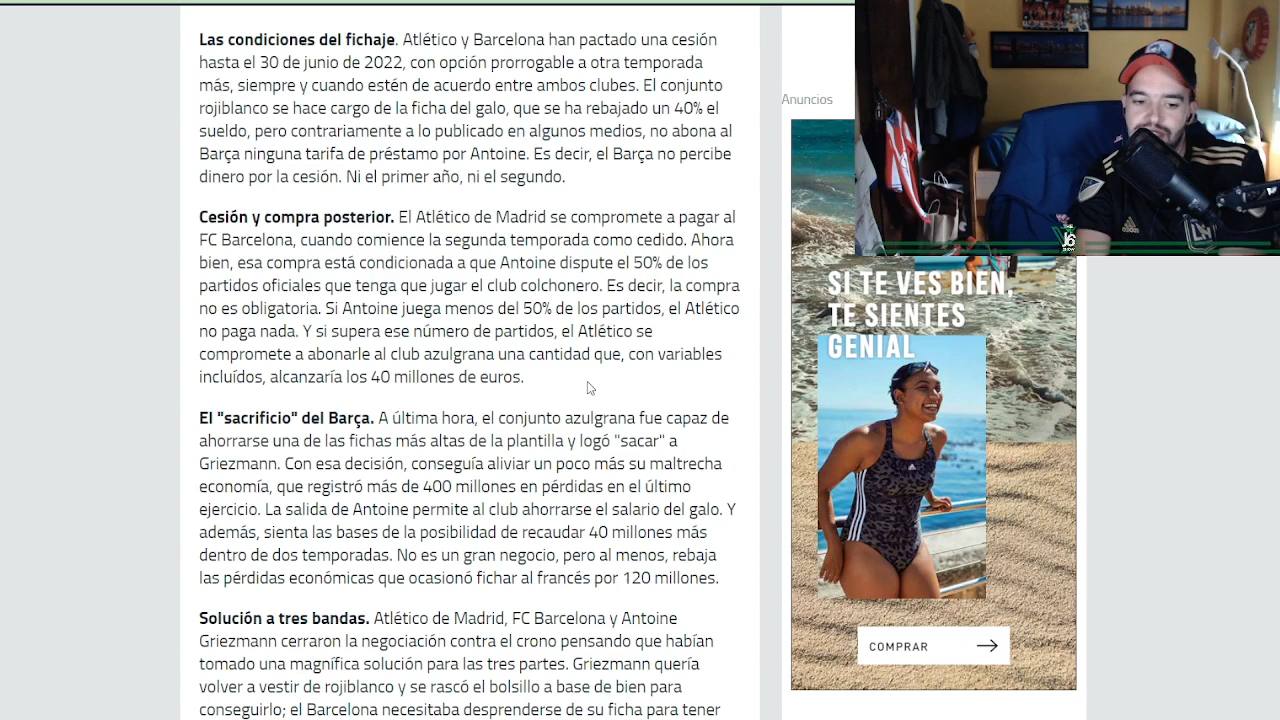 Las condiciones del fichaje. Atlético y Barcelona han pactado una cesión
hasta el 30 de junio de 2022, con opción prorrogable a otra temporada
más, siempre y cuando estén de acuerdo entre ambos clubes. El conjunto
rojiblanco se hace cargo de la ficha del galo, que se ha rebajado un 40% el
sueldo, pero contrariamente a lo publicado en algunos medios, no abona al
Barça ninguna tarifa de préstamo por Antoine. Es decir, el Barça no percibe
dinero por la cesión. Ni el primer año, ni el segundo.
Cesión y compra posterior. El Atlético de Madrid se compromete a pagar al
FC Barcelona, cuando comience la segunda temporada como cedido. Ahora
bien, esa compra está condicionada a que Antoine dispute el 50% de los
partidos oficiales que tenga que jugar el club colchonero. Es decir, la compra
no es obligatoria. Si Antoine juega menos del 50% de los partidos, el Atlético
no paga nada. Y si supera ese número de partidos, el Atlético se
compromete a abonarle al club azulgrana una cantidad que, con variables
incluídos, alcanzaría los 40 millones de euros.
El "sacrificio" del Barça. A última hora, el conjunto azulgrana fue capaz de
ahorrarse una de las fichas más altas de la plantilla y logó "sacar" a
Griezmann. Con esa decisión, conseguía aliviar un poco más su maltrecha
economía, que registró más de 400 millones en pérdidas en el último
ejercicio. La salida de Antoine permite al club ahorrarse el salario del galo. Y
además, sienta las bases de la posibilidad de recaudar 40 millones más
dentro de dos temporadas. No es un gran negocio, pero al menos, rebaja
las pérdidas económicas que ocasionó fichar al francés por 120 millones.
Solución a tres bandas. Atlético de Madrid, FC Barcelona y Antoine
Griezmann cerraron la negociación contra el crono pensando que habían
tomado una magnífica solución para las tres partes. Griezmann quería
volver a vestir de rojiblanco y se rascó el bolsillo a base de bien para
conseguirlo; el Barcelona necesitaba desprenderse de su ficha para tener
Anuncios
SI TE VES BIEN,
TE SIENTES
GENIAL
COMPRAR